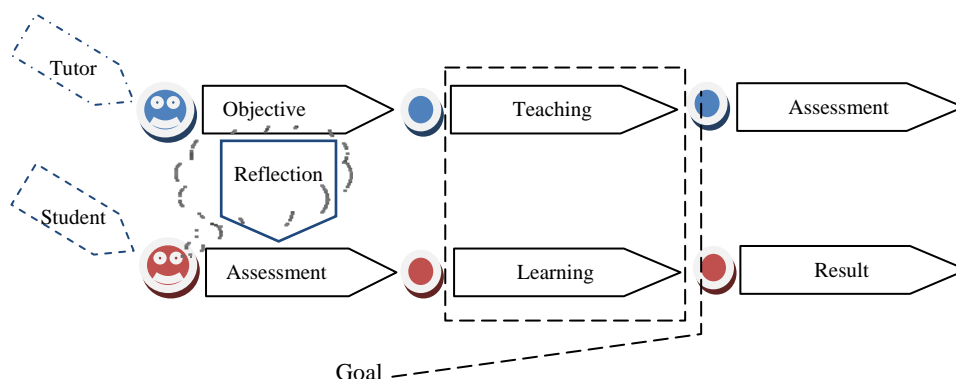 Tutor
Objective
Teaching
Assessment
Reflection
Student
Assessment
Learning
Result
Goal